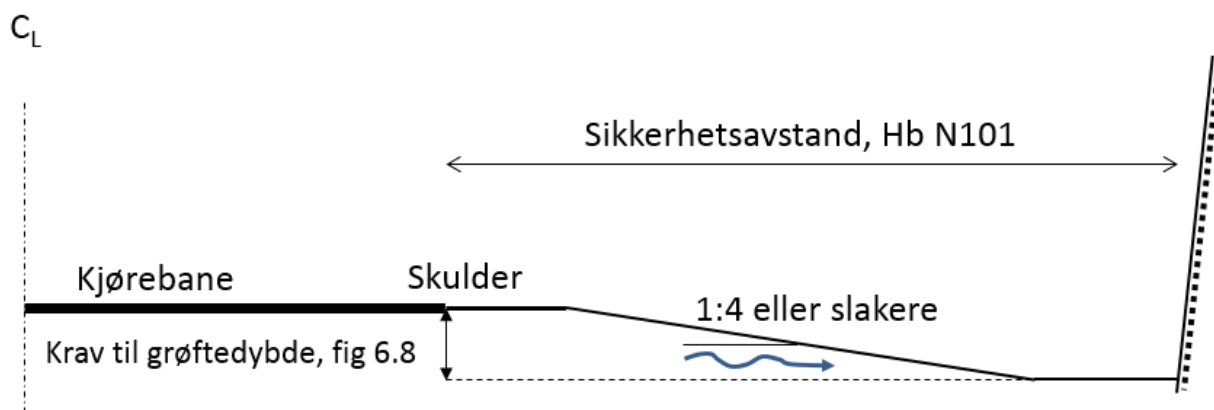 CL
Sikkerhetsavstand, Hb N101
Kjørebane
Skulder
1:4 eller slakere
Krav til grøftedybde, fig 6.8